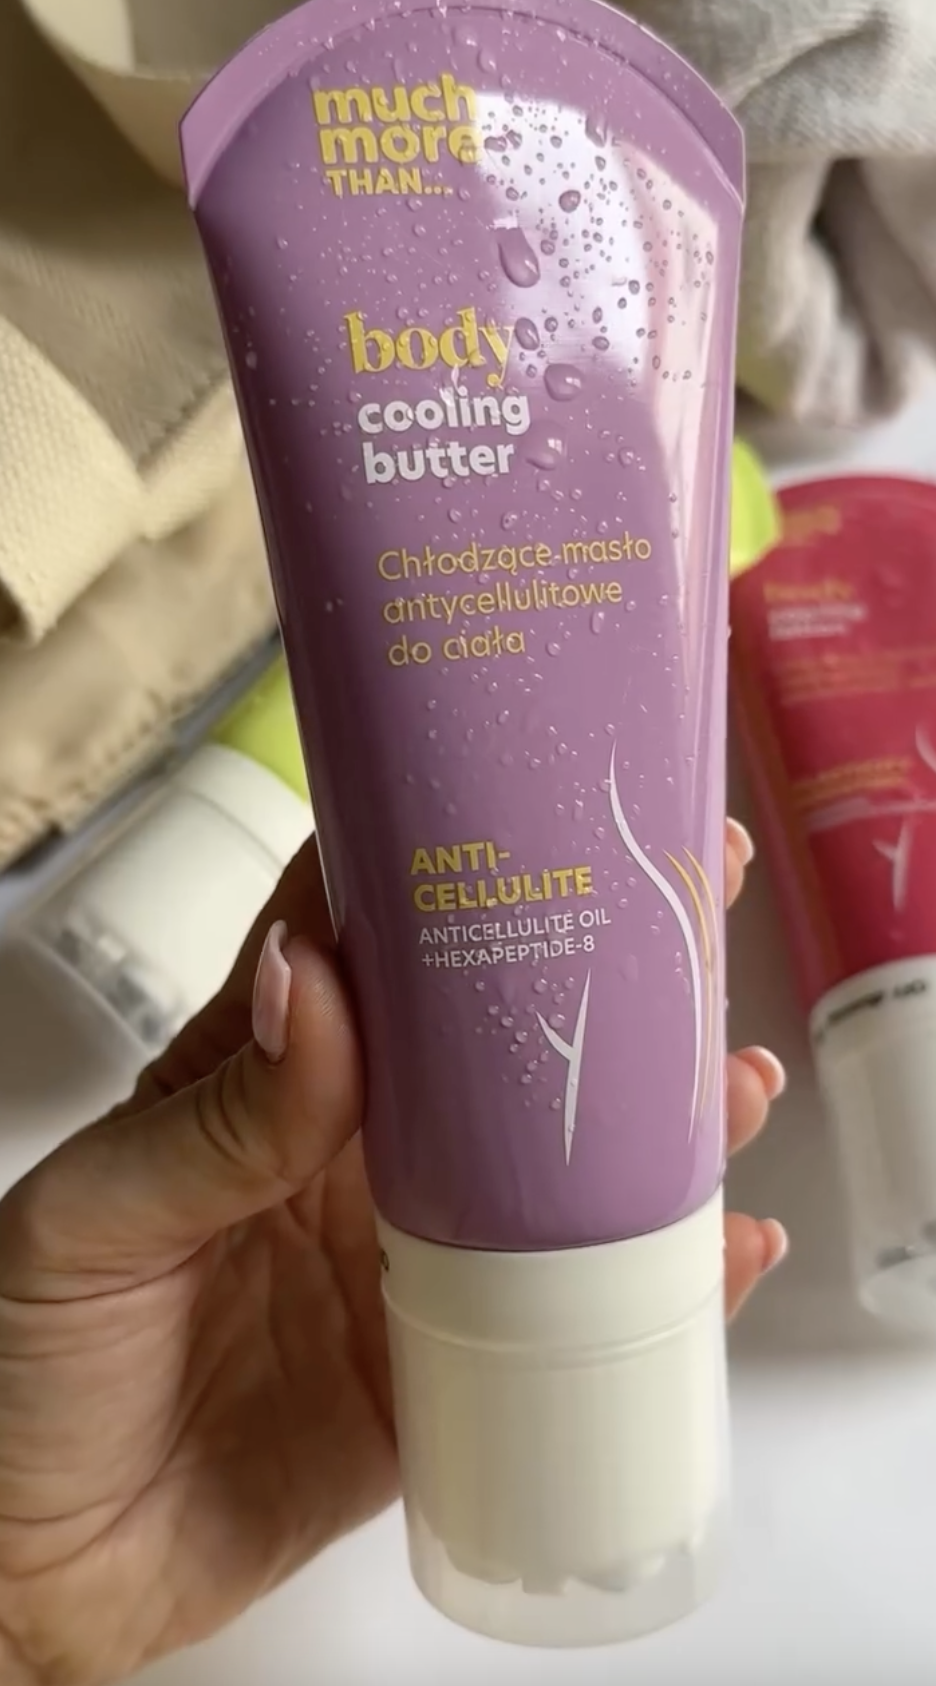 much
more
THAN...
body
cooling
butter
Chłodzące masło
antycellulitowe
do ciała
ANTI-
CELLULITE
ANTICELLULITE OIL
+HEXAPEPTIDE-8